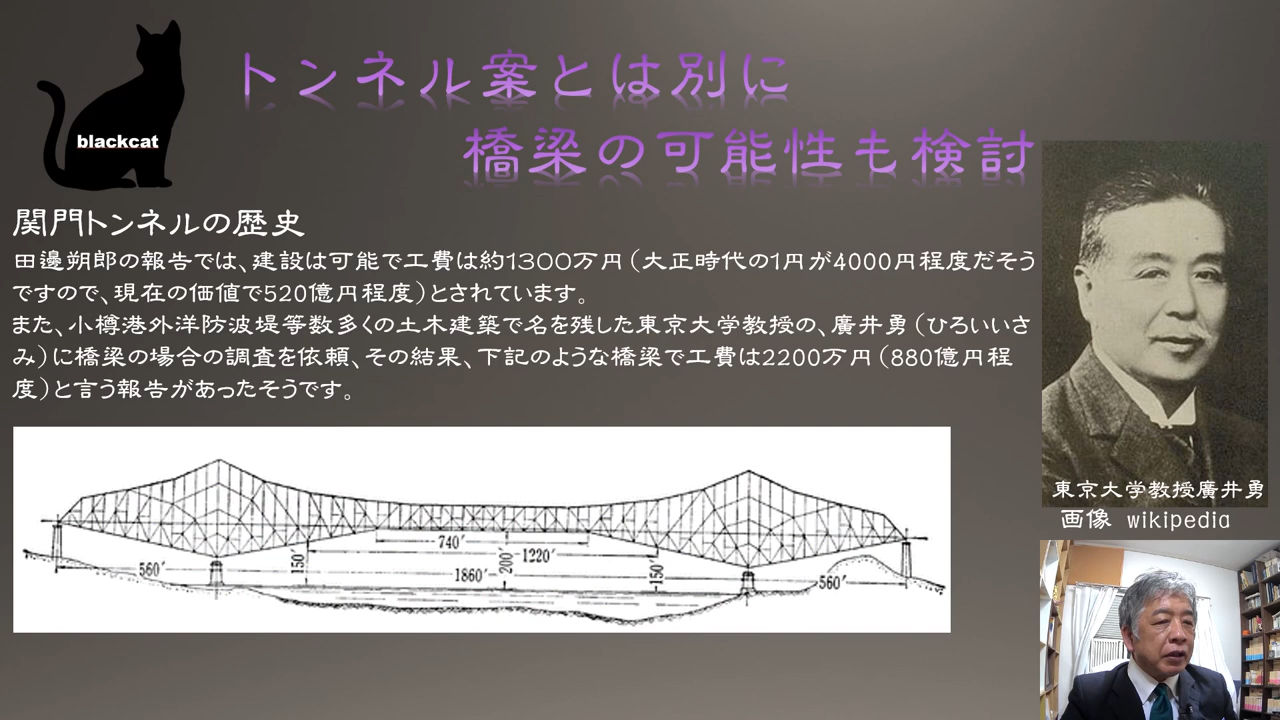 blackcat
トンネル案とは別に
橋梁の可能性も検討
関門トンネルの歴史
田邊朔郎の報告では、建設は可能で工費は約1300万円（大正時代の1円が4000円程度だそう
ですので、現在の価値で520億円程度）とされています。
また、小樽港外洋防波堤等数多くの土木建築で名を残した東京大学教授の、廣井勇（ひろいいさ
み）に橋梁の場合の調査を依頼、その結果、下記のような橋梁で工費は2200万円（880億円程
度）と言う報告があったそうです。
東京大学教授廣井勇
画像 wikipedia
740′
1220′
150′
200′
150′
560′
1860′
560′